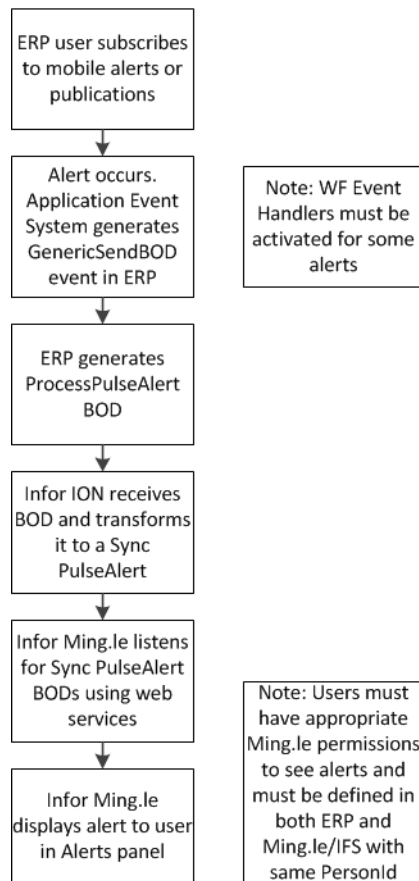 ERP user subscribes
to mobile alerts or
publications
Alert occurs.
Application Event
System generates
GenericSendBOD
event in ERP
Note: WF Event
Handlers must be
activated for some
alerts
ERP generates
ProcessPulseAlert
BOD
Infor ION receives
BOD and transforms
it to a Sync
PulseAlert
Infor Ming.le listens
for Sync PulseAlert
BODs using web
services
Infor Ming.le
displays alert to user
in Alerts panel
Note: Users must
have appropriate
Ming.le permissions
to see alerts and
must be defined in
both ERP and
Ming.le/IFS with
same PersonId